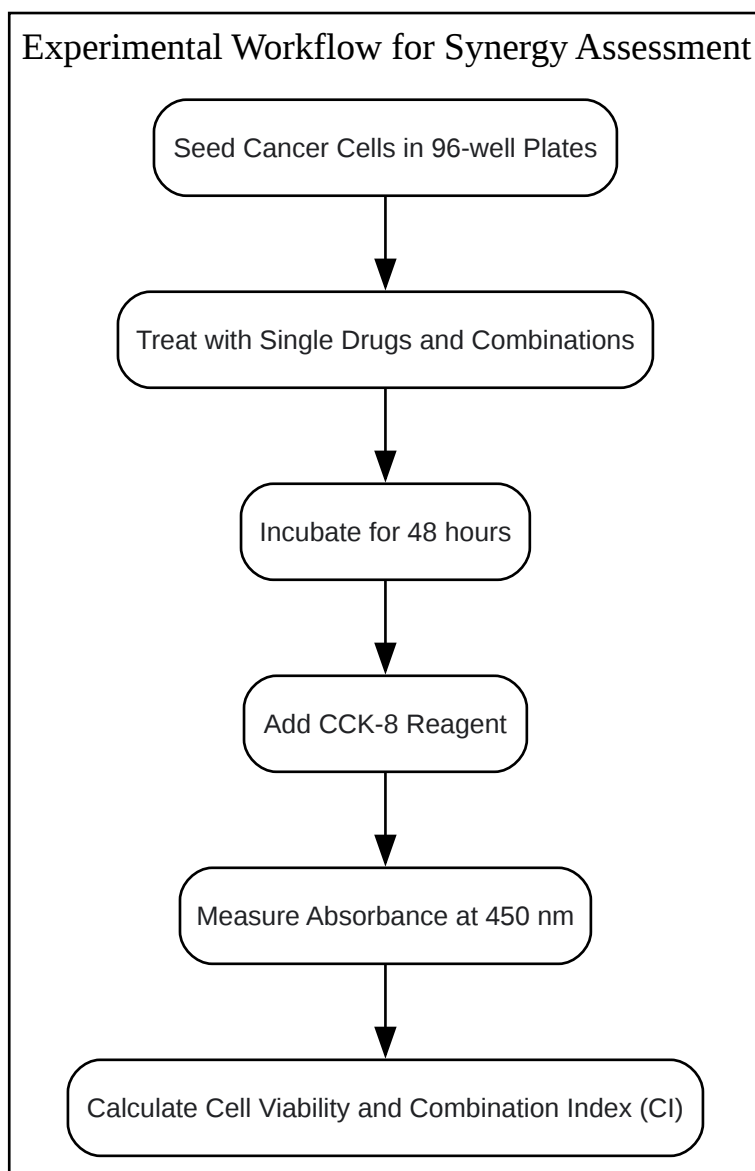 Experimental Workflow for Synergy Assessment
Seed Cancer Cells in 96-well Plates
Treat with Single Drugs and Combinations
Incubate for 48 hours
Add CCK-8 Reagent
Measure Absorbance at 450 nm
Calculate Cell Viability and Combination Index (CI)